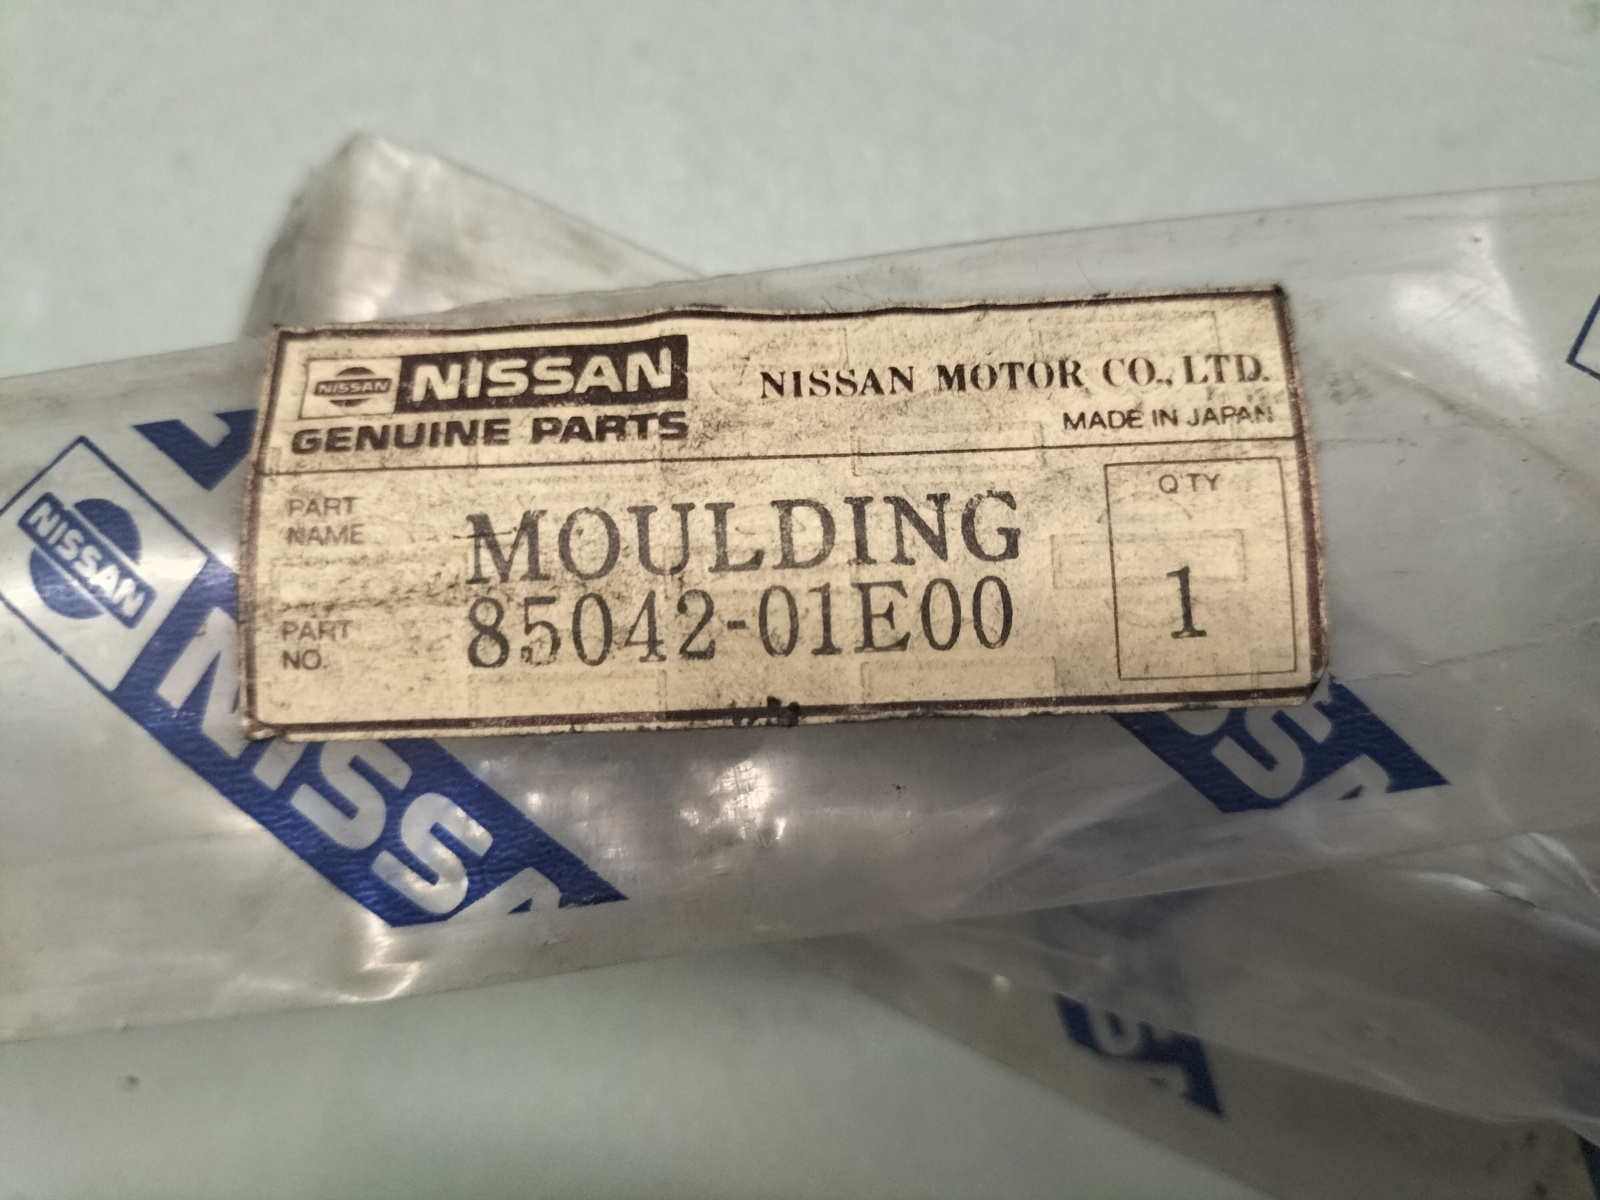 NISSAN NISSAN
GENUINE PARTS
NISSAN MOTOR CO., LTD.
MADE IN JAPAN
PART NAME
MOULDING
PART NO.
85042-01E00
QTY
1
NISSAN
NISS